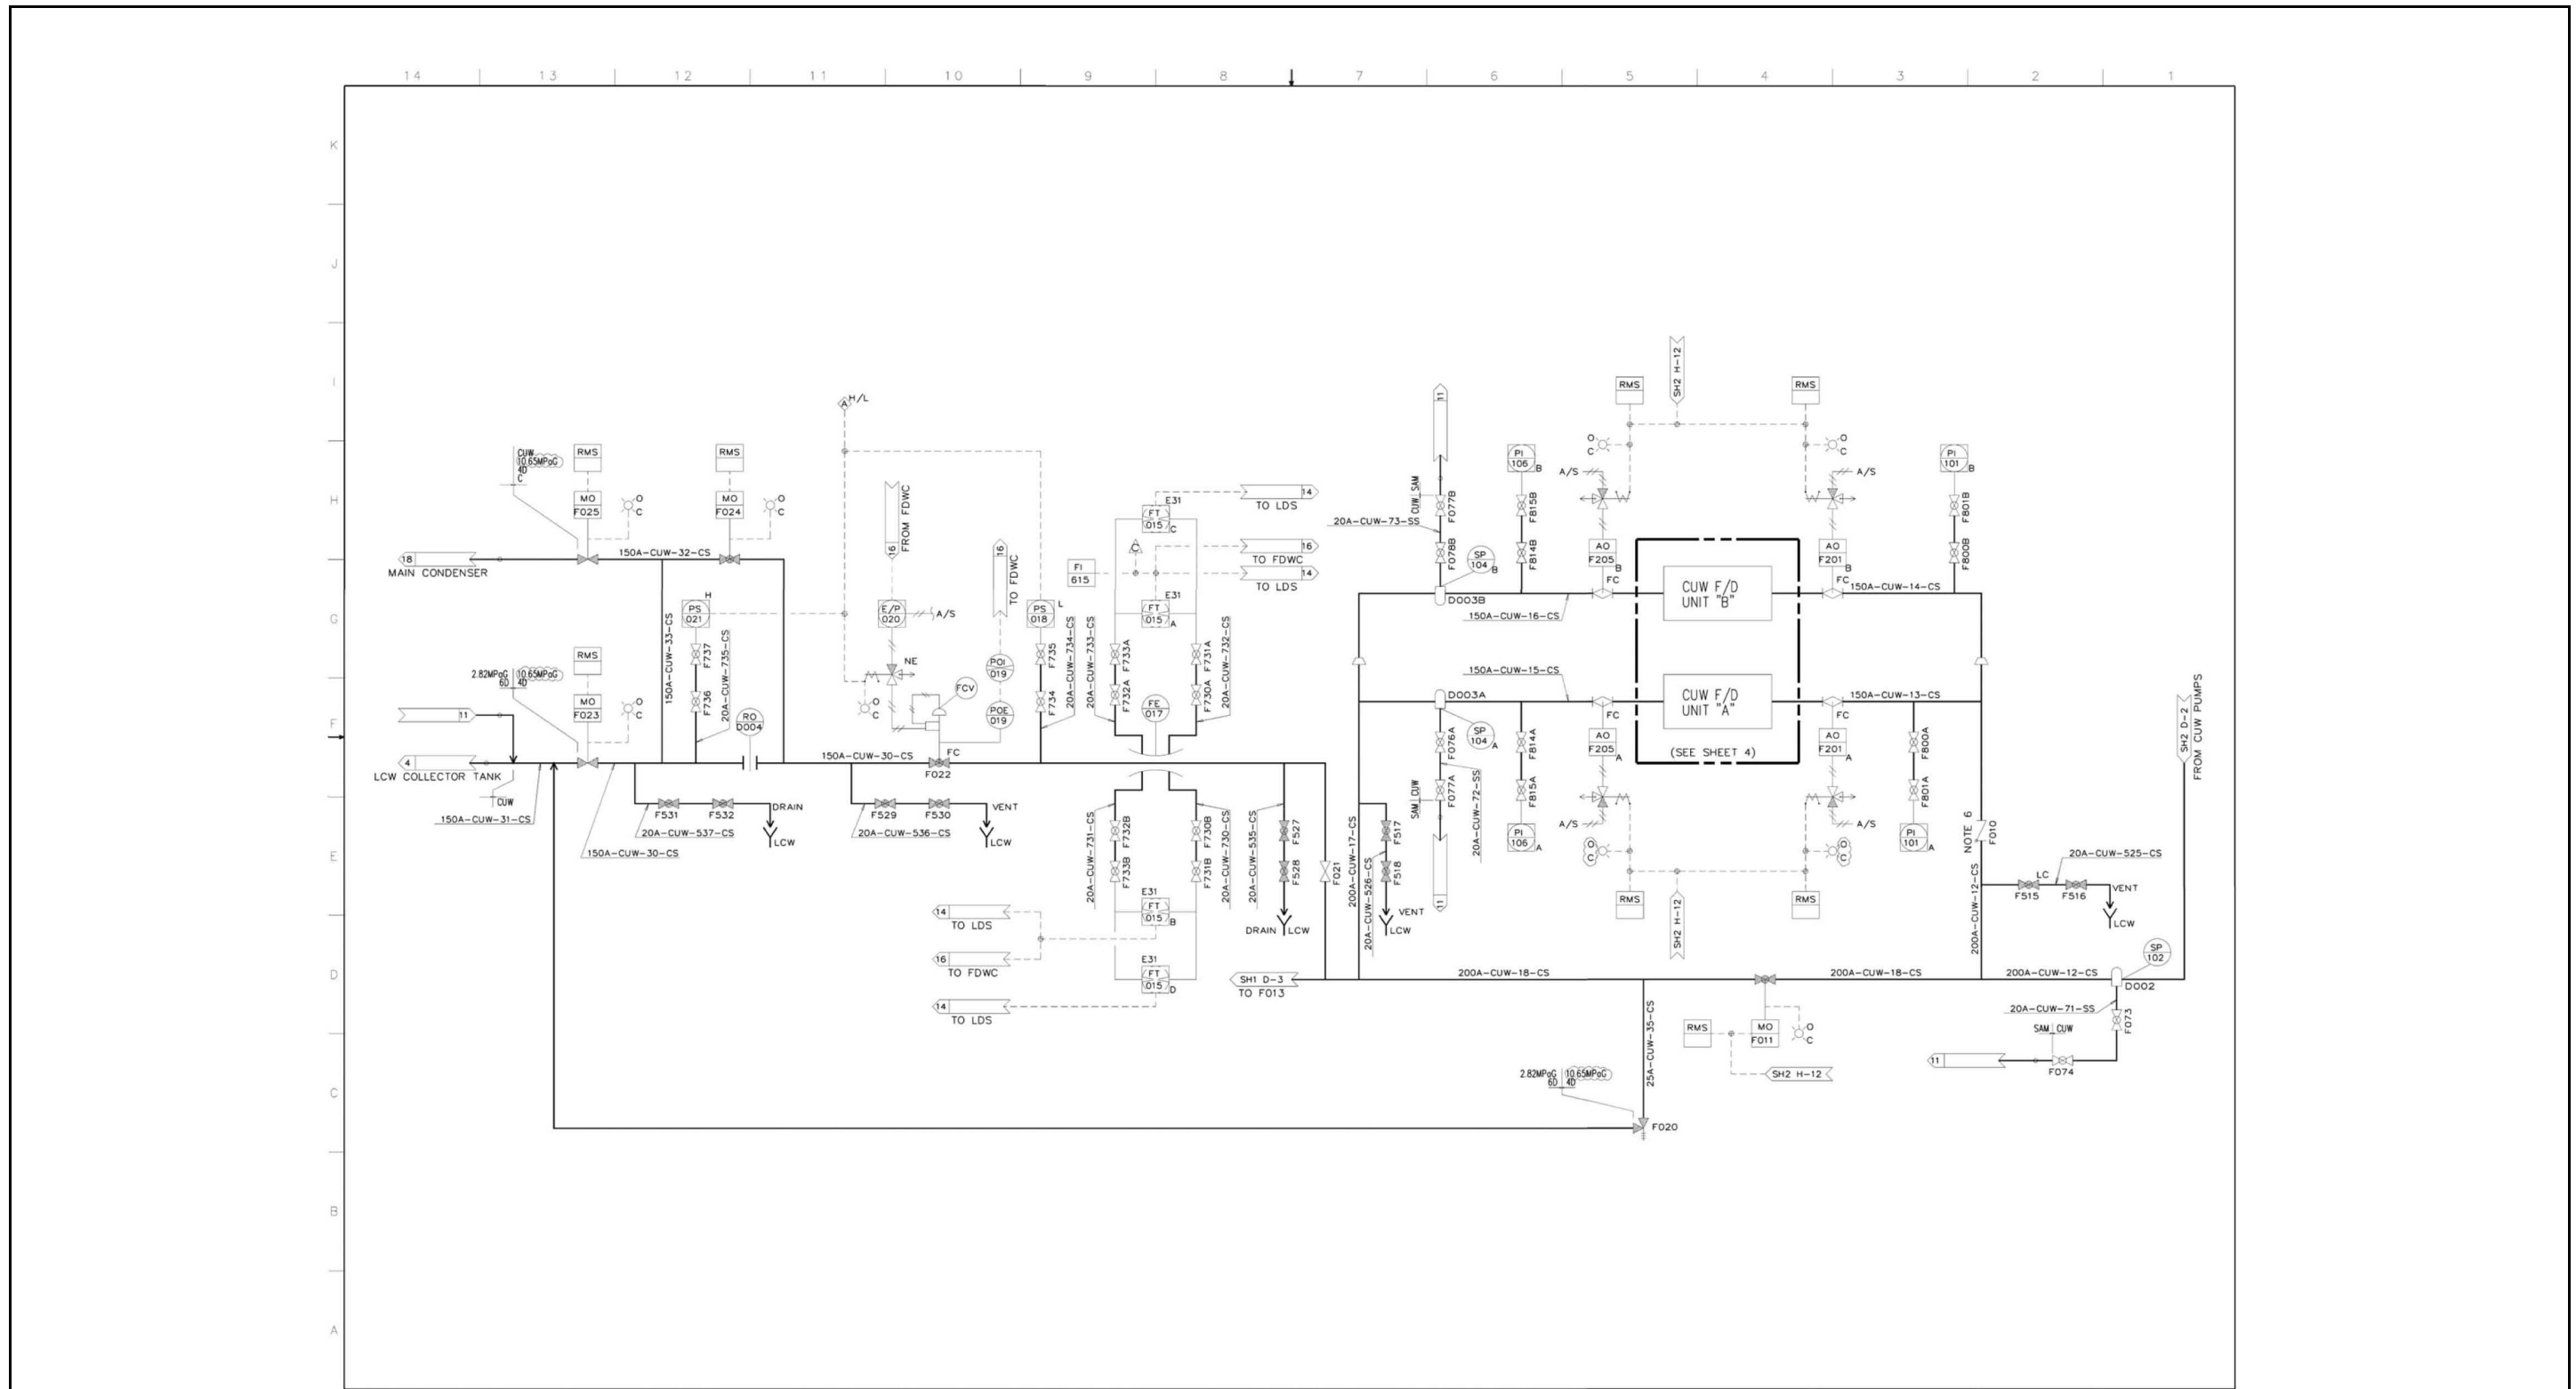 14 13 12 11 10 9 8 7 6 5 4 3 2 1
K
J
I
H
G
F
E
D
C
B
A
SH2 H-12
RMS
RMS
O
C
O
C
A/S
A/S
11
CUW SAM
F077B
F078B
20A-CUW-73-SS
SP
104
B
D003B
PI
106
B
F815B
F814B
150A-CUW-16-CS
AO
F205
B
FC
CUW F/D
UNIT "B"
AO
F201
B
FC
150A-CUW-14-CS
PI
101
B
F801B
F800B
H/L
A
CUW
10.65MPaG
4D
C
RMS
MO
F025
O
C
RMS
MO
F024
O
C
150A-CUW-32-CS
18
MAIN CONDENSER
16
FROM FDWC
16
TO FDWC
E31
FT
015
C
14
TO LDS
C
FI
615
16
TO FDWC
14
TO LDS
E31
FT
015
A
PS
021
H
E/P
020
A/S
PS
018
L
150A-CUW-33-CS
F737
F736
20A-CUW-735-CS
NE
POI
019
POE
019
FCV
O
C
F735
F734
20A-CUW-734-CS
20A-CUW-733-CS
F733A
F732A
F731A
F730A
20A-CUW-732-CS
FE
017
RMS
2.82MPaG
6D
10.65MPaG
4D
MO
F023
O
C
RO
D004
11
4
LCW COLLECTOR TANK
CUW
150A-CUW-31-CS
150A-CUW-30-CS
F531
F532
DRAIN
LCW
20A-CUW-537-CS
150A-CUW-30-CS
FC
F022
F529
F530
VENT
LCW
20A-CUW-536-CS
20A-CUW-731-CS
F732B
F733B
F730B
F731B
20A-CUW-730-CS
20A-CUW-535-CS
F527
F528
DRAIN
LCW
F021
200A-CUW-17-CS
20A-CUW-526-CS
F517
F518
VENT
LCW
150A-CUW-15-CS
D003A
SP
104
A
F076A
F077A
SAM CUW
20A-CUW-72-SS
11
F814A
F815A
PI
106
A
FC
AO
F205
A
CUW F/D
UNIT "A"
(SEE SHEET 4)
150A-CUW-13-CS
FC
AO
F201
A
F800A
F801A
PI
101
A
A/S
A/S
O
C
O
C
RMS
RMS
SH2 H-12
SH2 D-2
FROM CUW PUMPS
NOTE 6
F010
200A-CUW-12-CS
20A-CUW-525-CS
LC
F515
F516
VENT
LCW
E31
FT
015
B
14
TO LDS
16
TO FDWC
E31
FT
015
D
14
TO LDS
SH1 D-3
TO F013
200A-CUW-18-CS
200A-CUW-18-CS
200A-CUW-12-CS
SP
102
D002
20A-CUW-71-SS
F073
SAM CUW
11
F074
RMS
MO
F011
O
C
SH2 H-12
25A-CUW-35-CS
2.82MPaG
6D
10.65MPaG
4D
F020